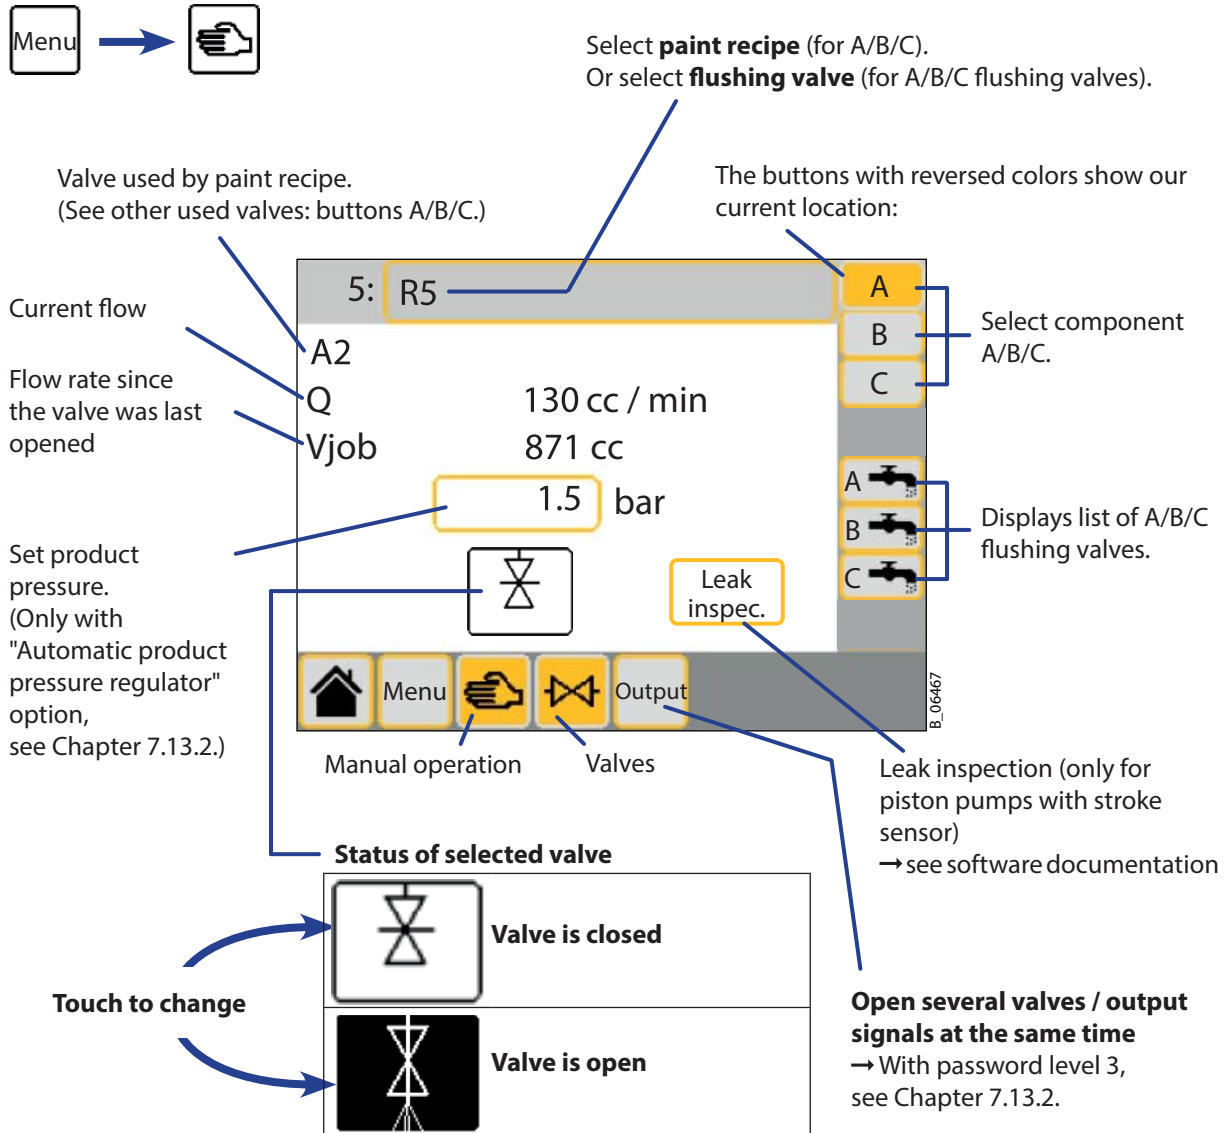 Menu
Select paint recipe (for A/B/C).
Or select flushing valve (for A/B/C flushing valves).
Valve used by paint recipe.
(See other used valves: buttons A/B/C.)
The buttons with reversed colors show our
current location:
Current flow
Flow rate since
the valve was last
opened
Set product
pressure.
(Only with
"Automatic product
pressure regulator"
option,
see Chapter 7.13.2.)
5: R5
A2
Q 130 cc / min
Vjob 871 cc
1.5 bar
Leak
inspec.
A
B
C
A
B
C
Select component
A/B/C.
Displays list of A/B/C
flushing valves.
Menu
Output
B_06467
Manual operation
Valves
Leak inspection (only for
piston pumps with stroke
sensor)
→ see software documentation
Status of selected valve
Valve is closed
Touch to change
Valve is open
Open several valves / output
signals at the same time
→ With password level 3,
see Chapter 7.13.2.